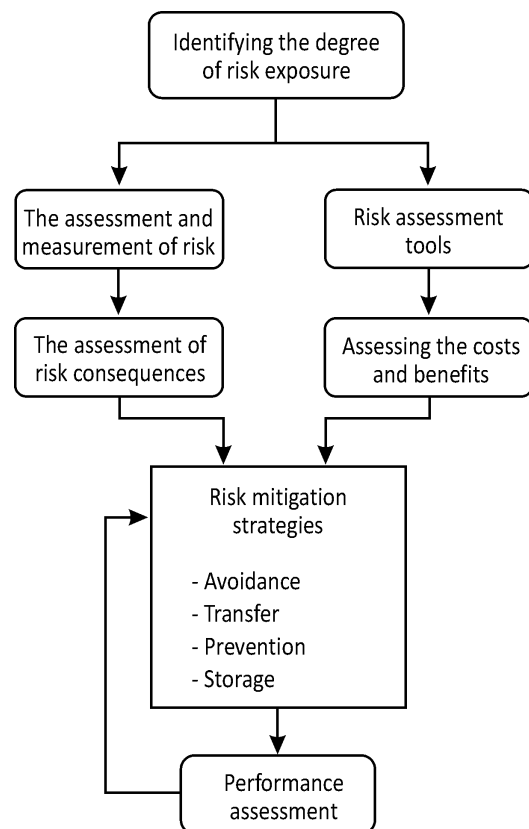 Identifying the degree
of risk exposure
The assessment and
measurement of risk
Risk assessment
tools
The assessment of
risk consequences
Assessing the costs
and benefits
Risk mitigation
strategies
- Avoidance
- Transfer
- Prevention
- Storage
Performance
assessment